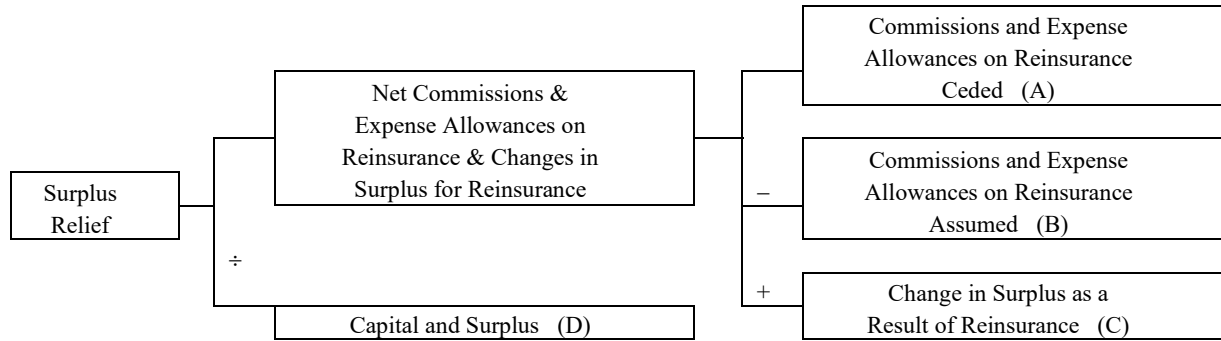 Surplus
Relief
Net Commissions &
Expense Allowances on
Reinsurance & Changes in
Surplus for Reinsurance
÷
Capital and Surplus (D)
Commissions and Expense
Allowances on Reinsurance
Ceded (A)
–
Commissions and Expense
Allowances on Reinsurance
Assumed (B)
+
Change in Surplus as a
Result of Reinsurance (C)